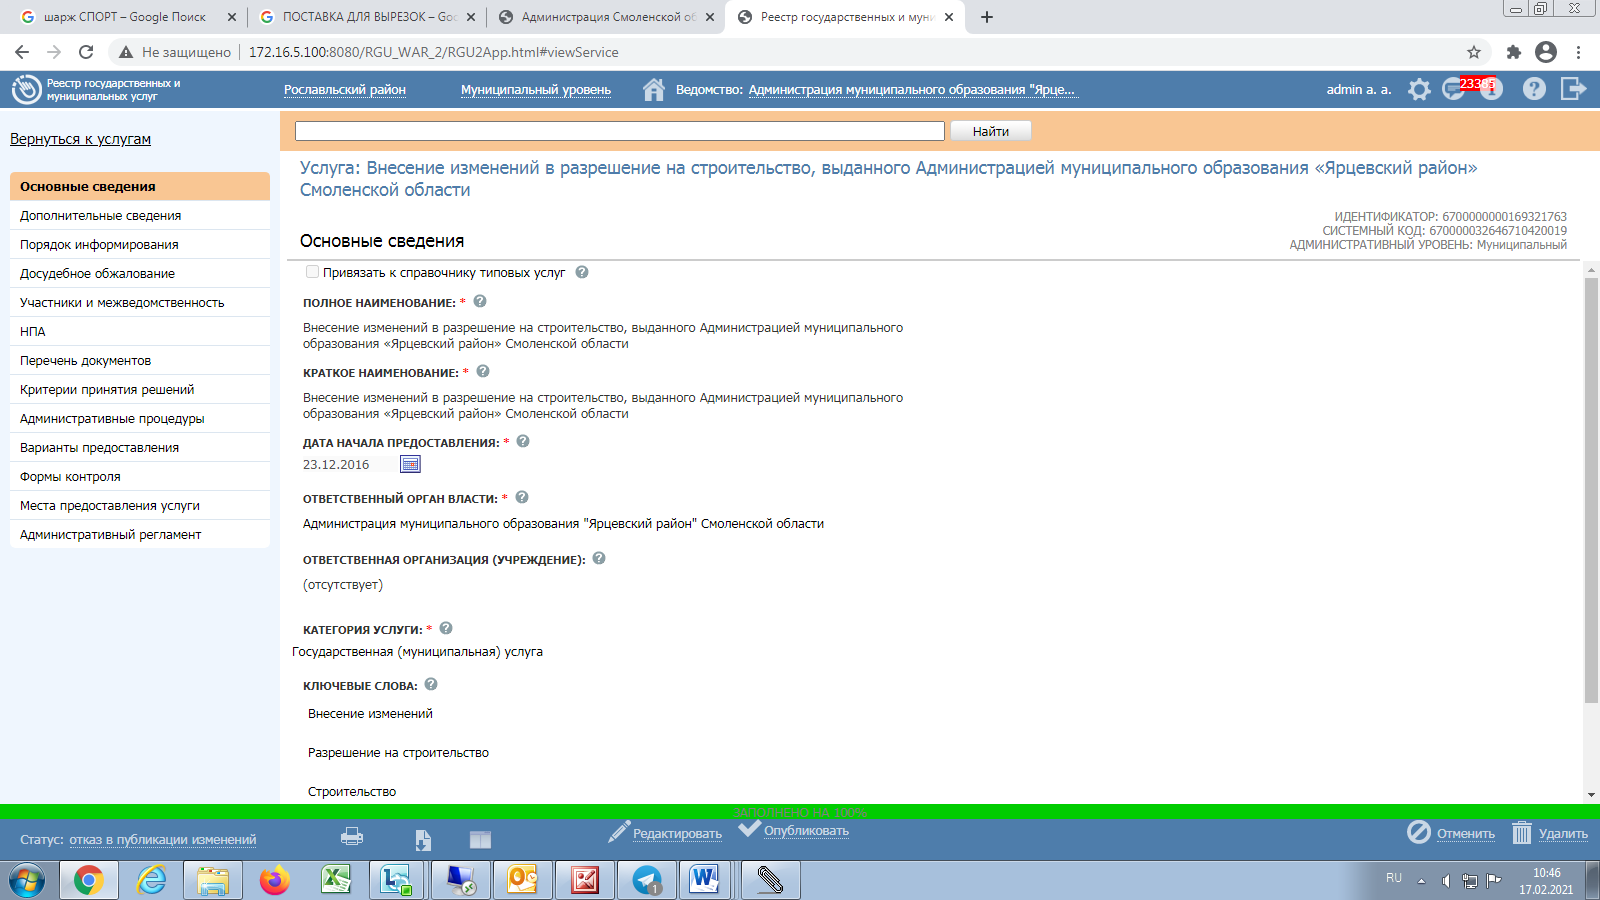 шарж СПОРТ – Google Поиск
ПОСТАВКА ДЛЯ ВЫРЕЗОК – Goo
Администрация Смоленской об
Реестр государственных и муни
Не защищено
172.16.5.100:8080/RGU_WAR_2/RGU2App.html#viewService
Реестр государственных и
муниципальных услуг
Рославльский район
Муниципальный уровень
Ведомство: Администрация муниципального образования "Ярце...
admin a. a.
Вернуться к услугам
Найти
Услуга: Внесение изменений в разрешение на строительство, выданного Администрацией муниципального образования «Ярцевский район»
Смоленской области
ИДЕНТИФИКАТОР: 6700000000169321763
СИСТЕМНЫЙ КОД: 670000032646710420019
АДМИНИСТРАТИВНЫЙ УРОВЕНЬ: Муниципальный
Основные сведения
Основные сведения
Дополнительные сведения
Порядок информирования
Досудебное обжалование
Участники и межведомственность
НПА
Перечень документов
Критерии принятия решений
Административные процедуры
Варианты предоставления
Формы контроля
Места предоставления услуги
Административный регламент
Привязать к справочнику типовых услуг ?
ПОЛНОЕ НАИМЕНОВАНИЕ: * ?
Внесение изменений в разрешение на строительство, выданного Администрацией муниципального
образования «Ярцевский район» Смоленской области
КРАТКОЕ НАИМЕНОВАНИЕ: * ?
Внесение изменений в разрешение на строительство, выданного Администрацией муниципального
образования «Ярцевский район» Смоленской области
ДАТА НАЧАЛА ПРЕДОСТАВЛЕНИЯ: * ?
23.12.2016
ОТВЕТСТВЕННЫЙ ОРГАН ВЛАСТИ: * ?
Администрация муниципального образования "Ярцевский район" Смоленской области
ОТВЕТСТВЕННАЯ ОРГАНИЗАЦИЯ (УЧРЕЖДЕНИЕ): ?
(отсутствует)
КАТЕГОРИЯ УСЛУГИ: * ?
Государственная (муниципальная) услуга
КЛЮЧЕВЫЕ СЛОВА: ?
Внесение изменений
Разрешение на строительство
Строительство
ЗАПОЛНЕНО НА 100%
Статус: отказ в публикации изменений
Редактировать
Опубликовать
Отменить
Удалить
RU
10:46
17.02.2021